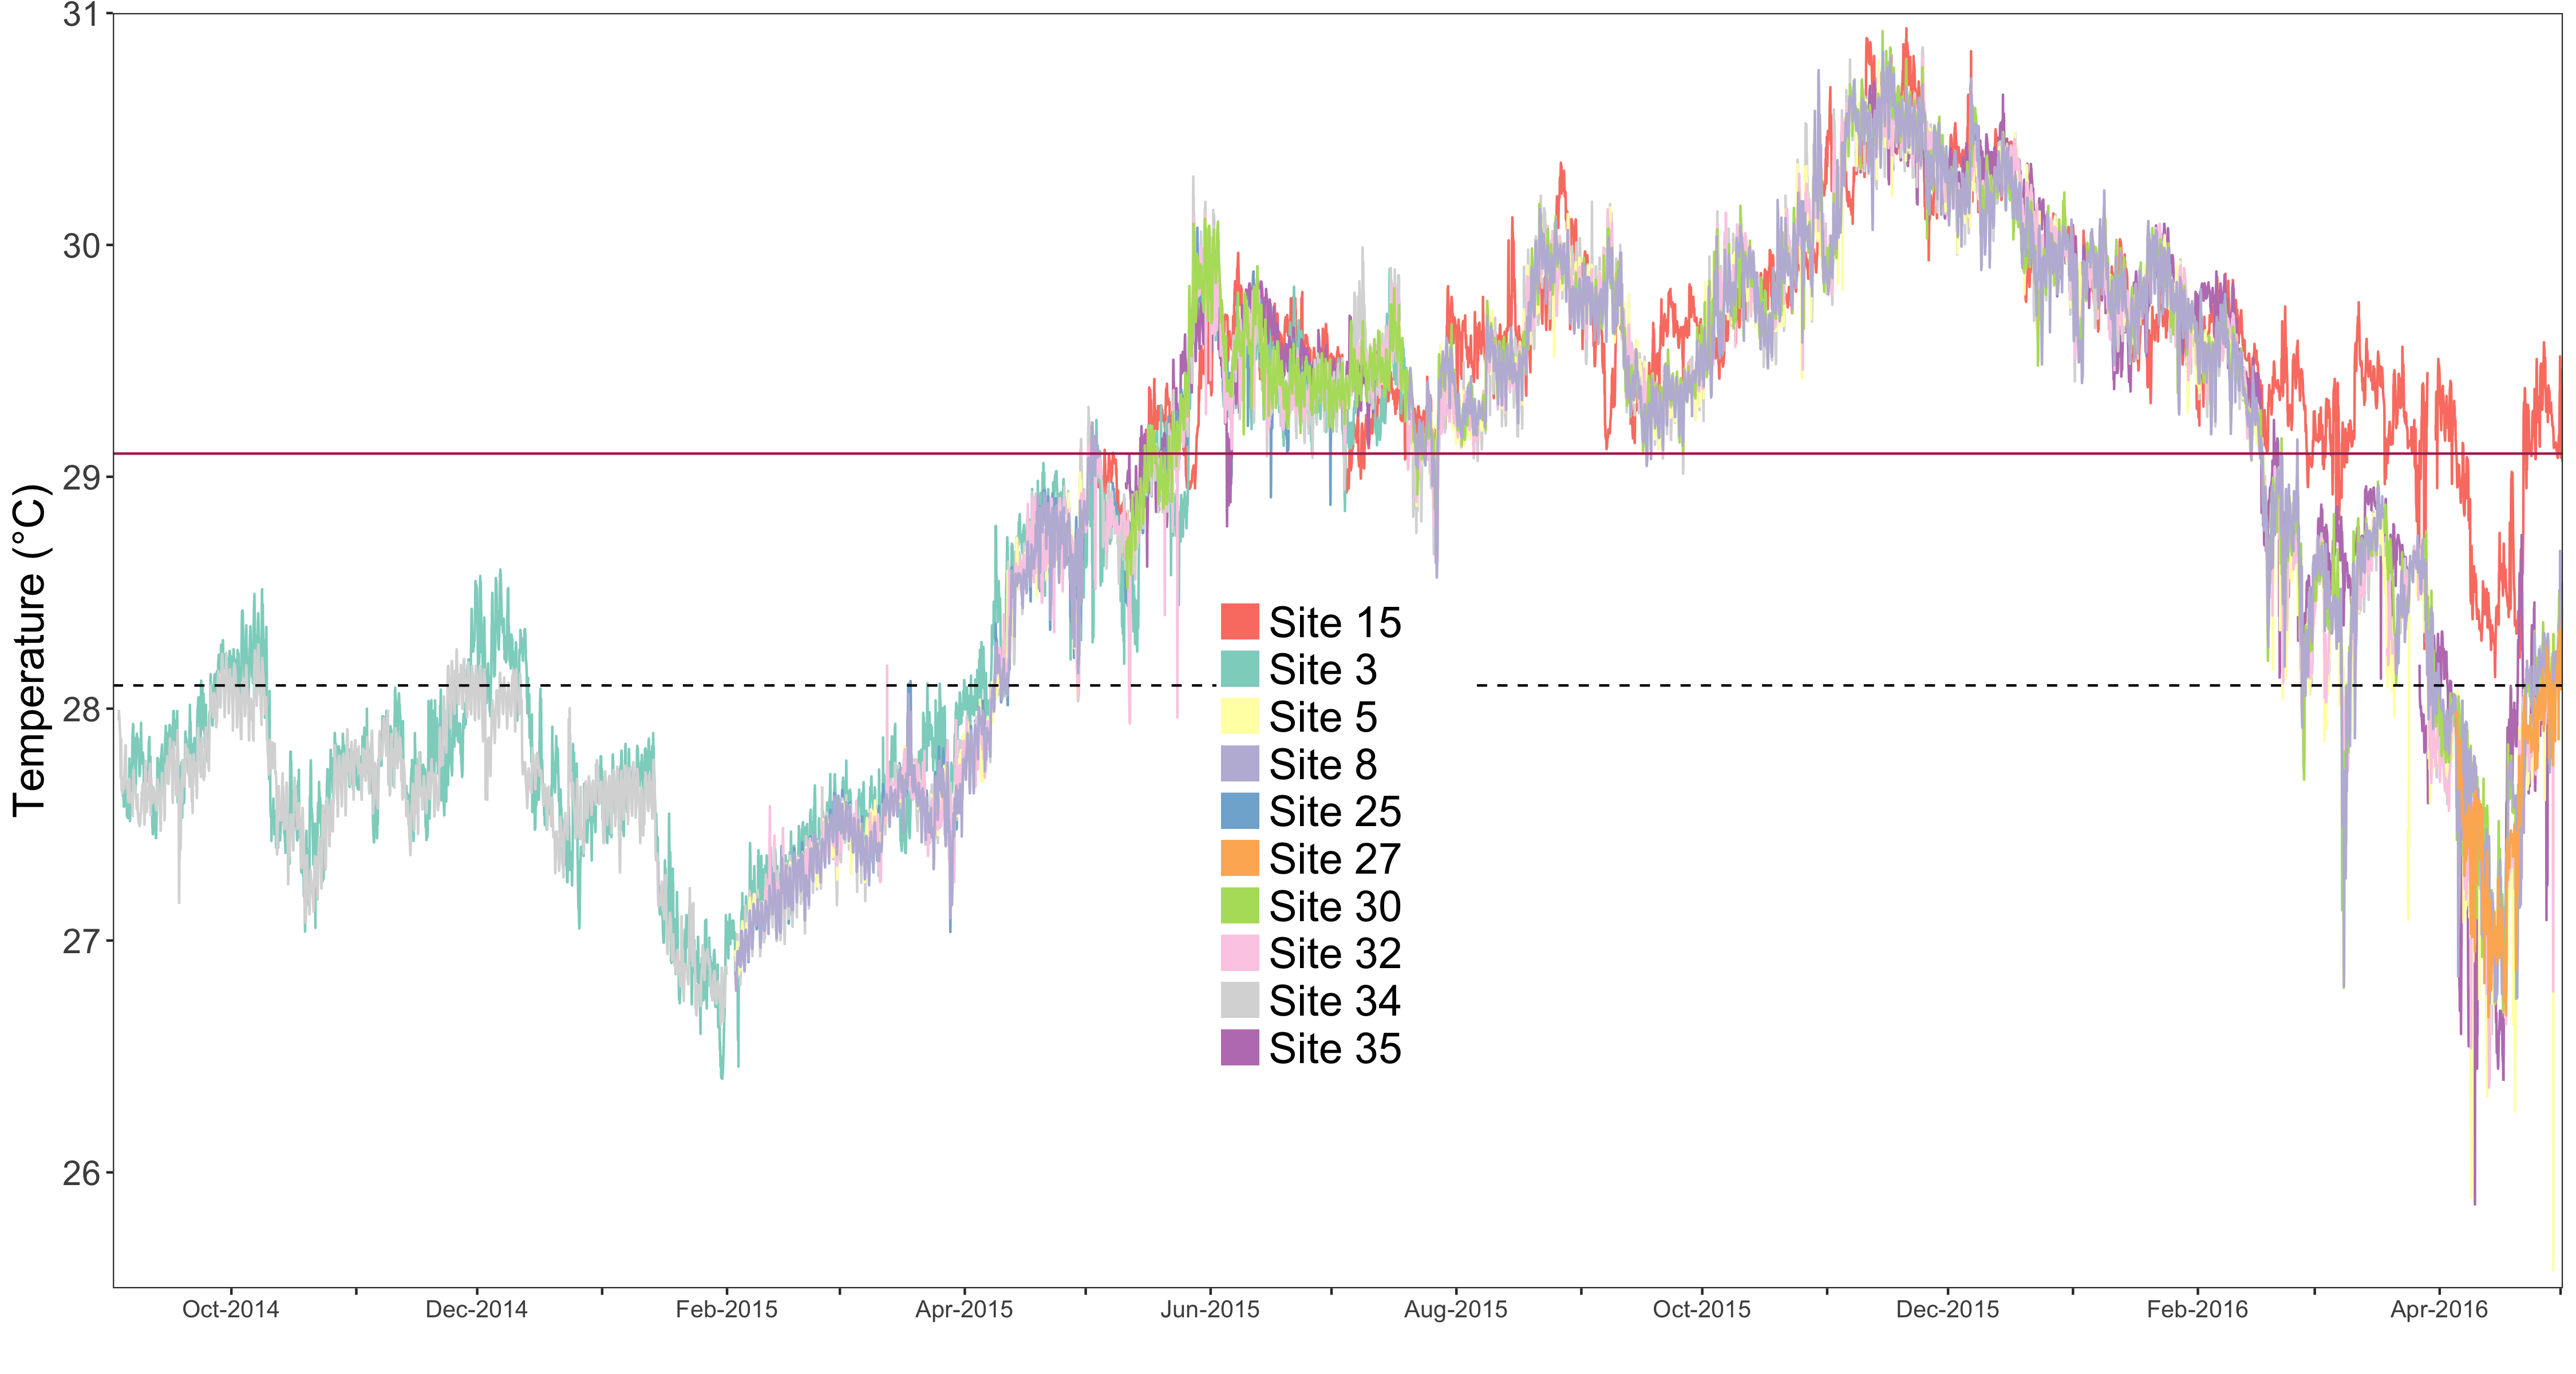 31
30
29
28
27
26
Temperature (°C)
Site 15
Site 3
Site 5
Site 8
Site 25
Site 27
Site 30
Site 32
Site 34
Site 35
Oct-2014 Dec-2014 Feb-2015 Apr-2015 Jun-2015 Aug-2015 Oct-2015 Dec-2015 Feb-2016 Apr-2016